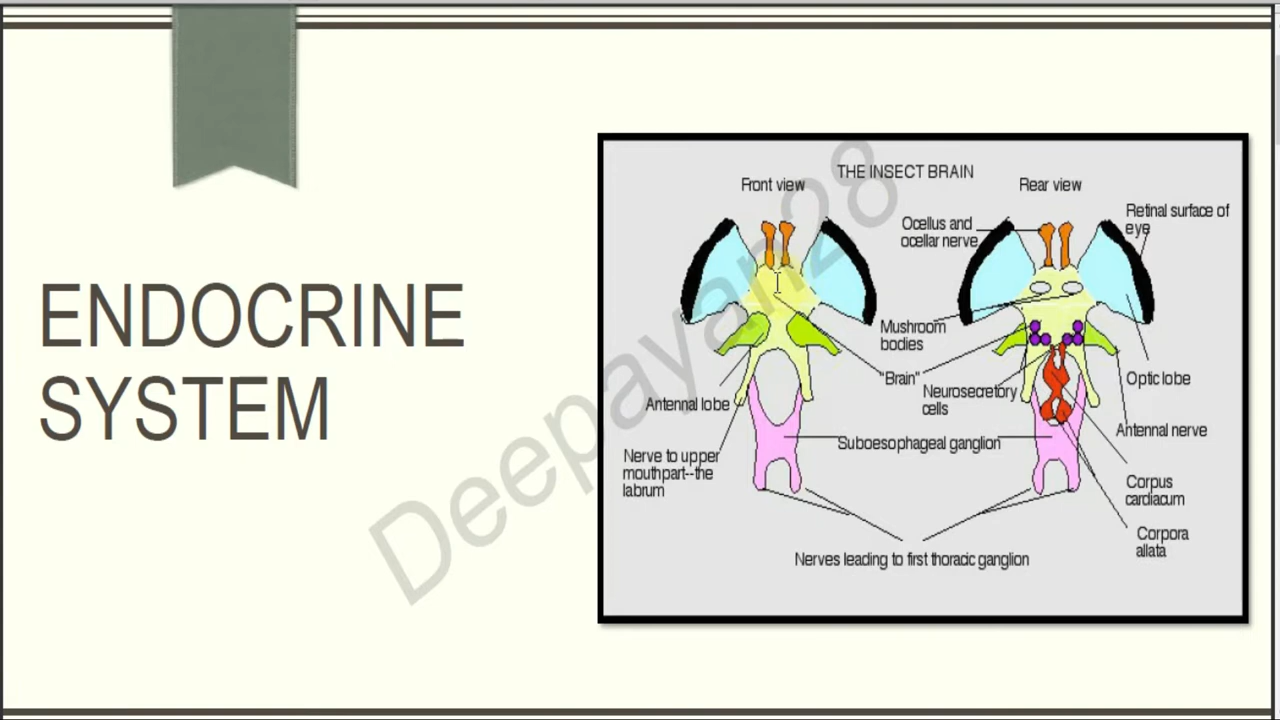 ENDOCRINE
SYSTEM
THE INSECT BRAIN
Front view
Rear view
Retinal surface of
eye
Ocellus and
ocellar nerve
Mushroom
bodies
"Brain"
Neurosecretory
cells
Optic lobe
Antennal lobe
Antennal nerve
Suboesophageal ganglion
Nerve to upper
mouthpart--the
labrum
Corpus
cardiacum
Corpora
allata
Nerves leading to first thoracic ganglion
Deepayan28